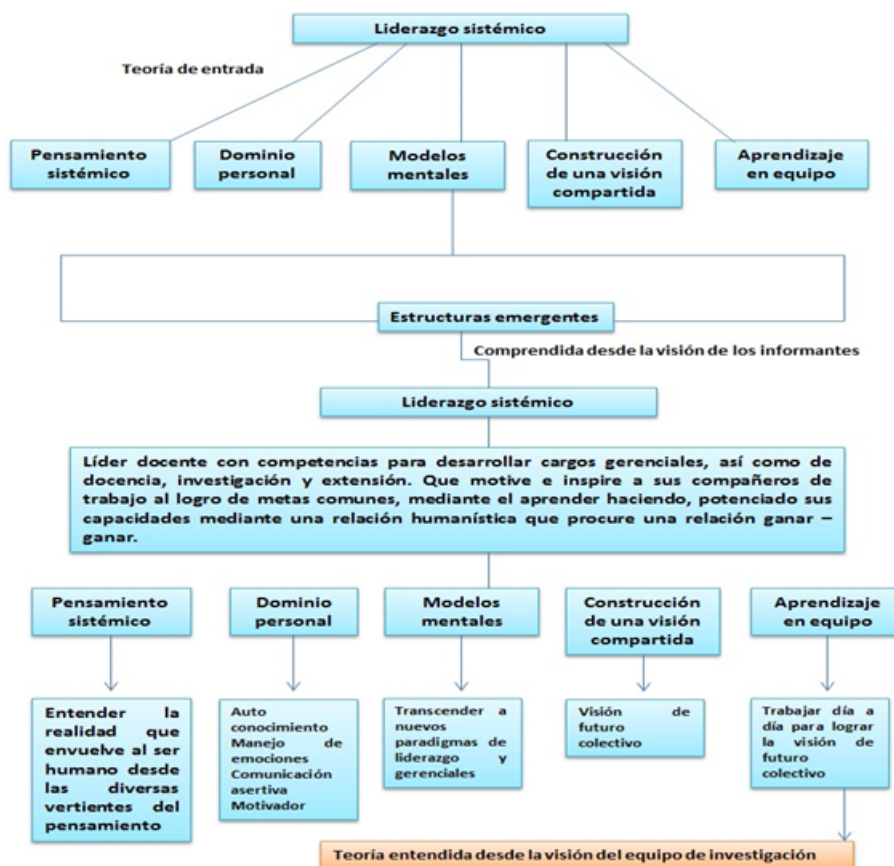 Liderazgo sistémico
Teoría de entrada
Pensamiento
sistémico
Dominio
personal
Modelos
mentales
Construcción
de una visión
compartida
Aprendizaje
en equipo
Estructuras emergentes
Comprendida desde la visión de los informantes
Liderazgo sistémico
Líder docente con competencias para desarrollar cargos gerenciales, así como de
docencia, investigación y extensión. Que motive e inspire a sus compañeros de
trabajo al logro de metas comunes, mediante el aprender haciendo, potenciado sus
capacidades mediante una relación humanística que procure una relación ganar –
ganar.
Pensamiento
sistémico
Dominio
personal
Modelos
mentales
Construcción
de una visión
compartida
Aprendizaje
en equipo
Entender la
realidad que
envuelve al ser
humano desde
las diversas
vertientes del
pensamiento
Auto
conocimiento
Manejo de
emociones
Comunicación
asertiva
Motivador
Transcender a
nuevos
paradigmas de
liderazgo y
gerenciales
Visión de
futuro
colectivo
Trabajar día a
día para lograr
la visión de
futuro
colectivo
Teoría entendida desde la visión del equipo de investigación